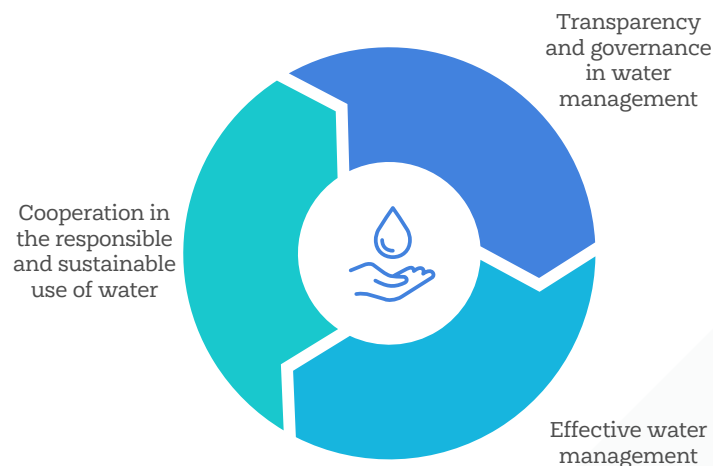 Transparency
and governance
in water
management
Cooperation in
the responsible
and sustainable
use of water
Effective water
management